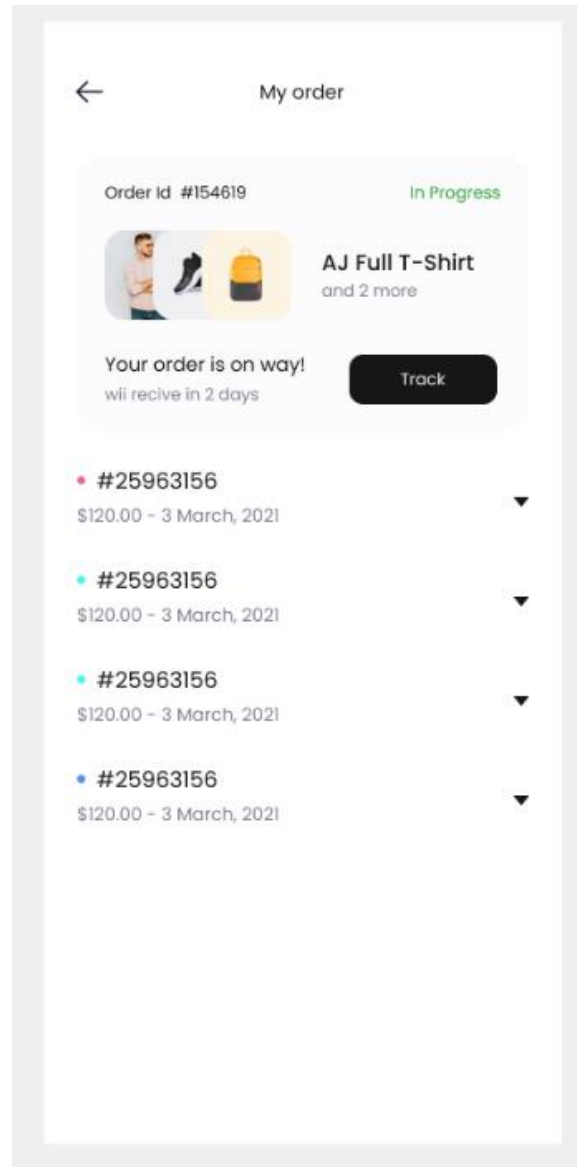 My order
Order Id #154619 In Progress
AJ Full T-Shirt
and 2 more
Your order is on way!
wii recive in 2 days
Track
#25963156
$120.00 - 3 March, 2021
#25963156
$120.00 - 3 March, 2021
#25963156
$120.00 - 3 March, 2021
#25963156
$120.00 - 3 March, 2021